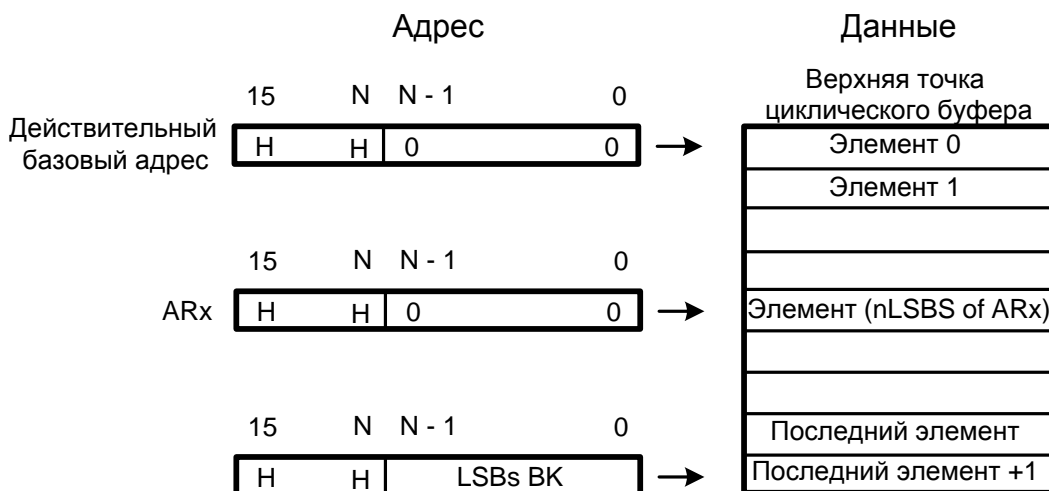 Адрес
Данные
Верхняя точка
циклического буфера
15 N N - 1 0
Действительный
базовый адрес
H H 0 0
Элемент 0
Элемент 1
15 N N - 1 0
ARx
H H 0 0
Элемент (nLSBS of ARx)
15 N N - 1 0
Последний элемент
H H LSBs BK
Последний элемент +1